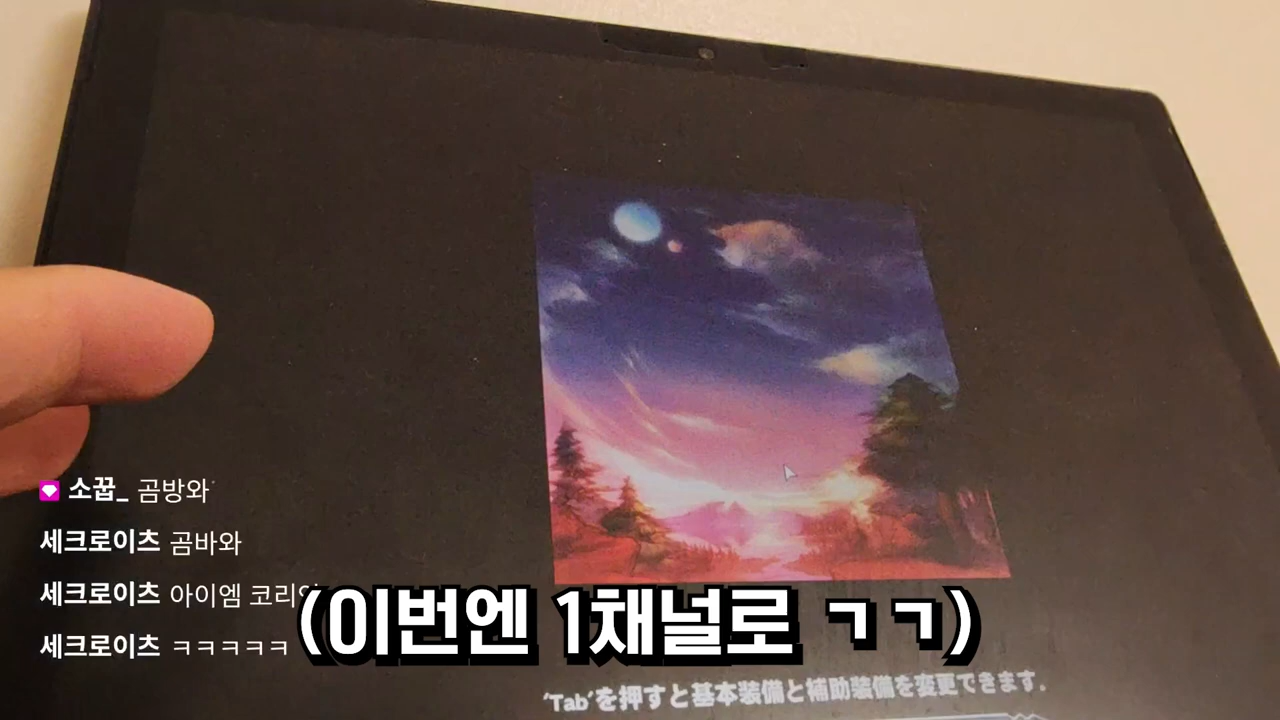 소꿉_ 곰방와
세크로이츠 곰바와
세크로이츠 아이엠 코리
세크로이츠 ㅋㅋㅋㅋㅋ
(이번엔 1채널로 ㄱㄱ)
'Tab'を押すと基本装備と補助装備を変更できます.